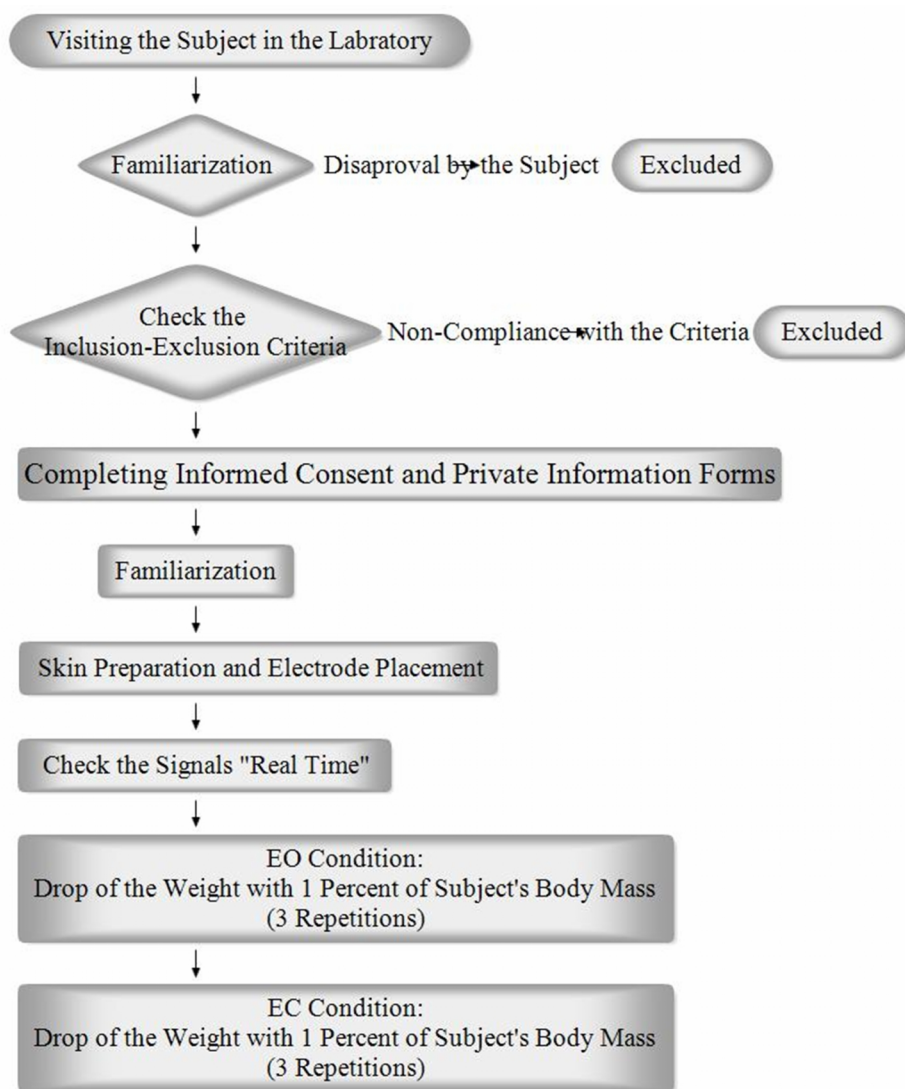 Visiting the Subject in the Labratory
Familiarization
Disaproval by the Subject
Excluded
Check the
Inclusion-Exclusion Criteria
Non-Compliance with the Criteria
Excluded
Completing Informed Consent and Private Information Forms
Familiarization
Skin Preparation and Electrode Placement
Check the Signals "Real Time"
EO Condition:
Drop of the Weight with 1 Percent of Subject's Body Mass
(3 Repetitions)
EC Condition:
Drop of the Weight with 1 Percent of Subject's Body Mass
(3 Repetitions)